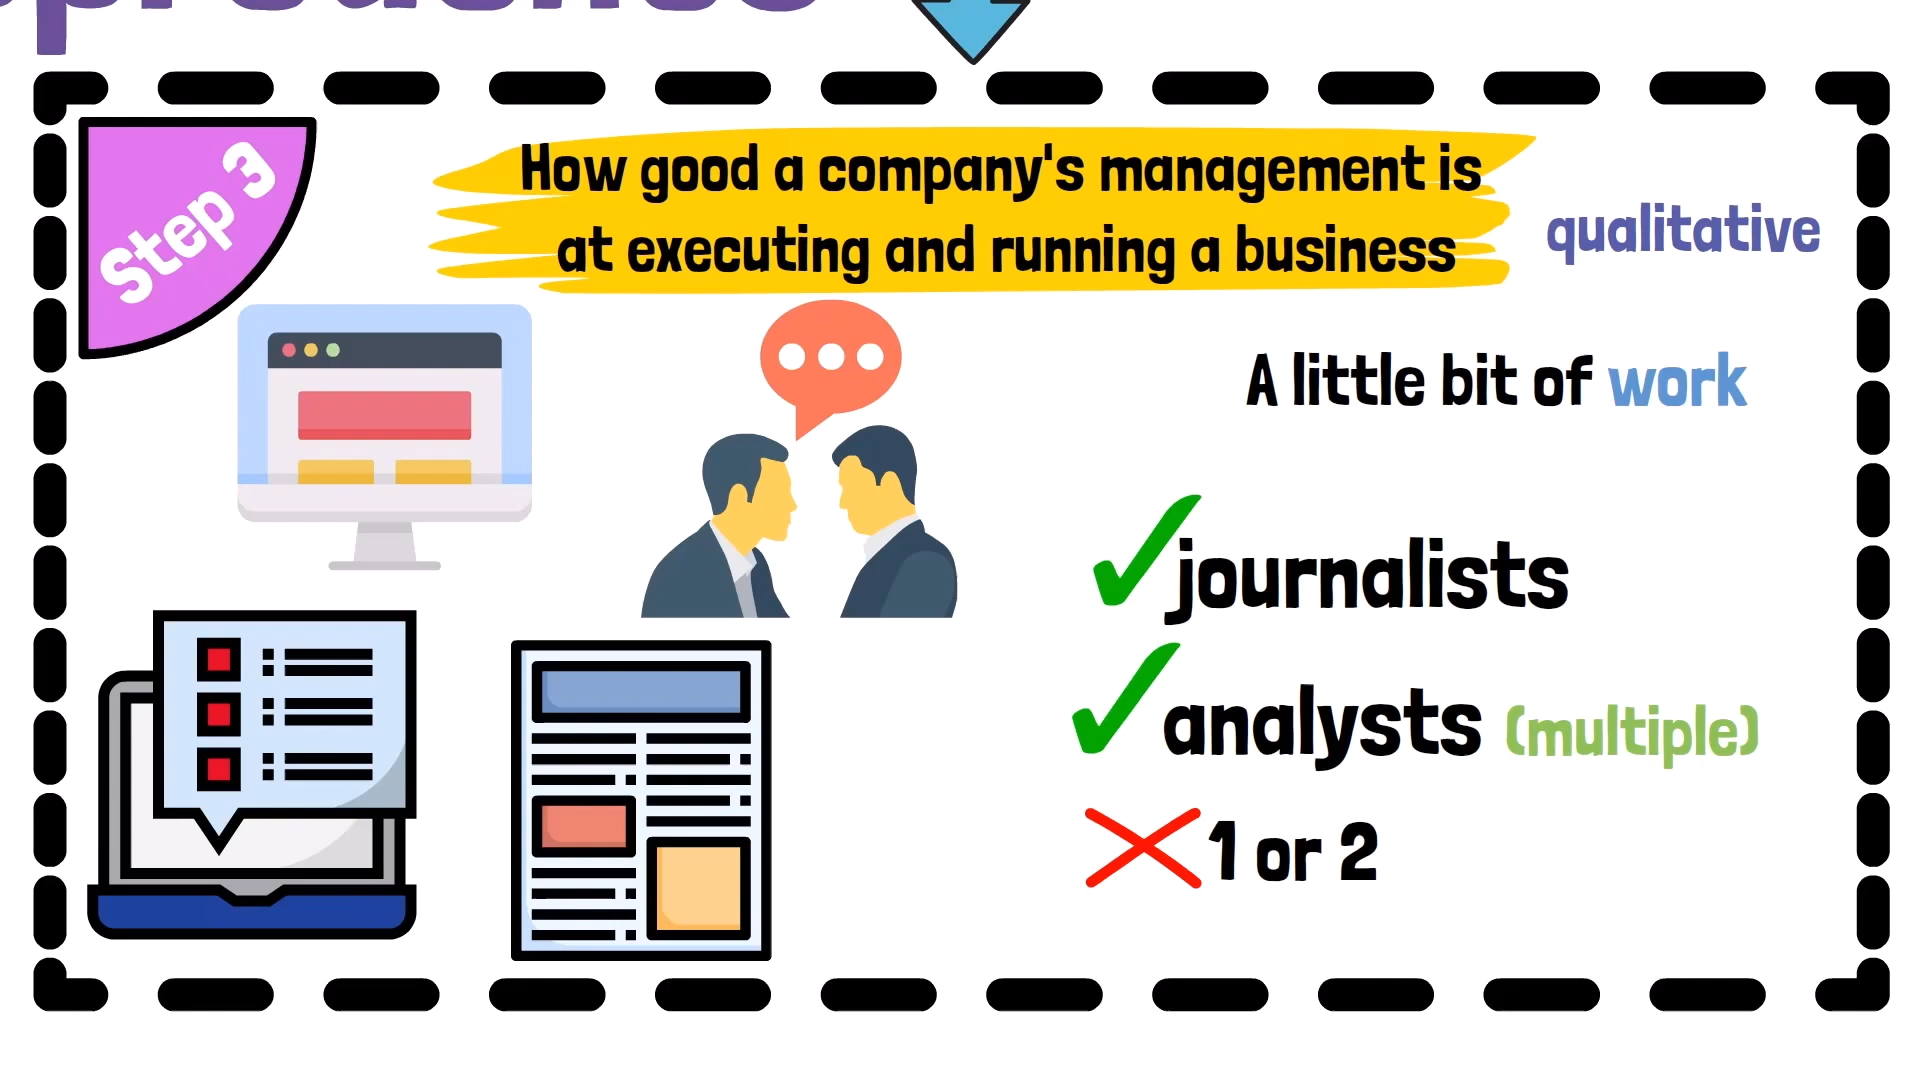 Step 3
How good a company's management is
at executing and running a business
qualitative
A little bit of work
journalists
analysts (multiple)
1 or 2